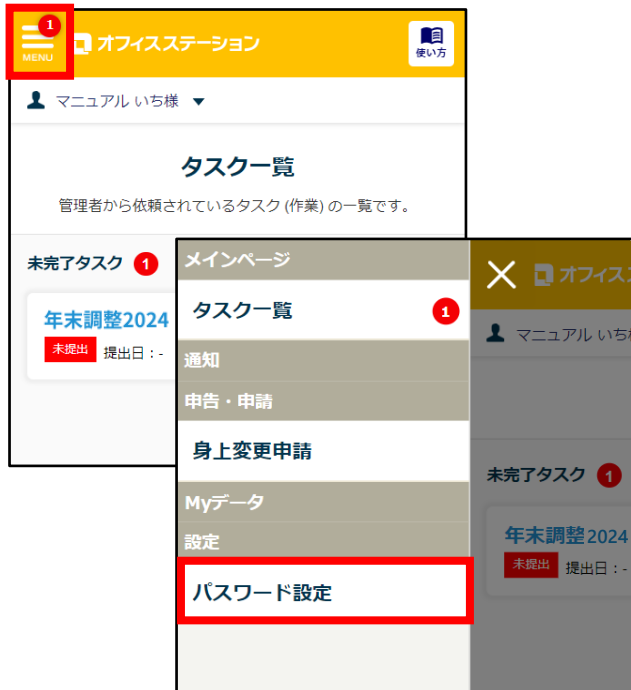 1
MENU
オフィスステーション
使い方
マニュアル いち様 ▼
タスク一覧
管理者から依頼されているタスク (作業) の一覧です。
未完了タスク 1
年末調整2024
未提出 提出日：-
メインページ
タスク一覧 1
通知
申告・申請
身上変更申請
Myデータ
設定
パスワード設定
オフィス
マニュアル いち
未完了タスク 1
年末調整2024
未提出 提出日：-